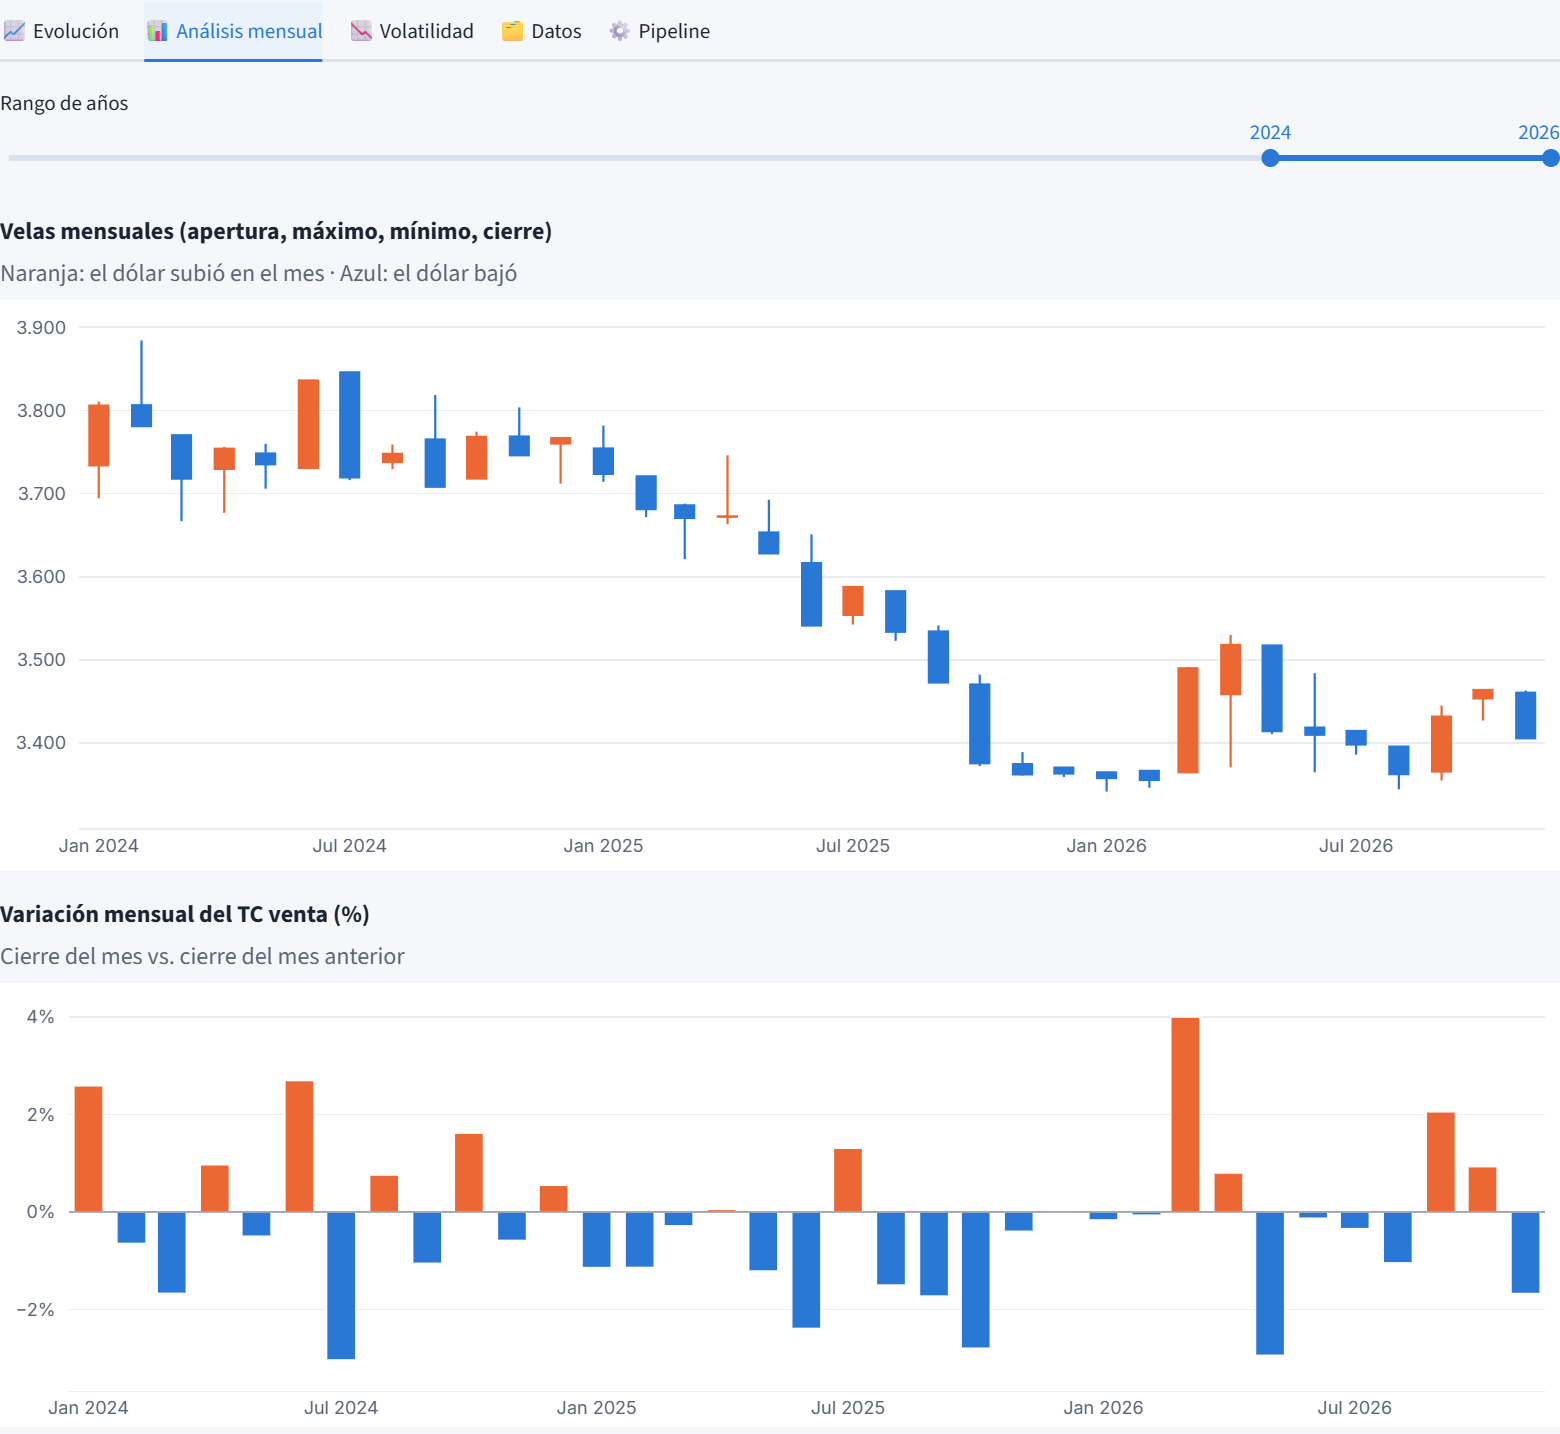 Evolución Análisis mensual Volatilidad Datos Pipeline
Rango de años
2024 2026
Velas mensuales (apertura, máximo, mínimo, cierre)
Naranja: el dólar subió en el mes · Azul: el dólar bajó
3.900
3.800
3.700
3.600
3.500
3.400
Jan 2024 Jul 2024 Jan 2025 Jul 2025 Jan 2026 Jul 2026
Variación mensual del TC venta (%)
Cierre del mes vs. cierre del mes anterior
4%
2%
0%
−2%
Jan 2024 Jul 2024 Jan 2025 Jul 2025 Jan 2026 Jul 2026